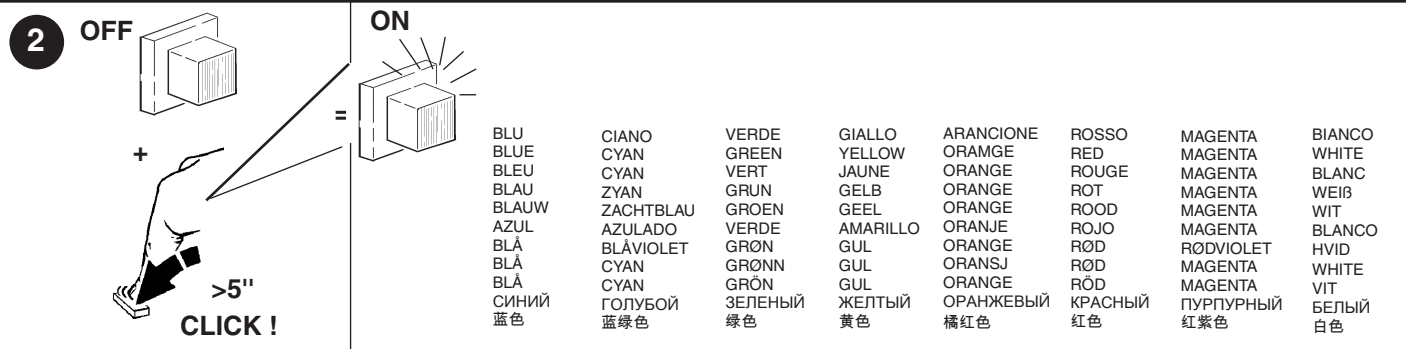 2
OFF
ON
+
=
>5''
CLICK !
BLU CIANO VERDE GIALLO ARANCIONE ROSSO MAGENTA BIANCO
BLUE CYAN GREEN YELLOW ORAMGE RED MAGENTA WHITE
BLEU CYAN VERT JAUNE ORANGE ROUGE MAGENTA BLANC
BLAU ZYAN GRUN GELB ORANGE ROT MAGENTA WEIß
BLAUW ZACHTBLAU GROEN GEEL ORANGE ROOD MAGENTA WIT
AZUL AZULADO VERDE AMARILLO ORANJE ROJO MAGENTA BLANCO
BLÅ BLÅVIOLET GRØN GUL ORANGE RØD RØDVIOLET HVID
BLÅ CYAN GRØNN GUL ORANSJ RØD MAGENTA WHITE
BLÅ CYAN GRÖN GUL ORANGE RÖD MAGENTA VIT
СИНИЙ ГОЛУБОЙ ЗЕЛЕНЫЙ ЖЕЛТЫЙ ОРАНЖЕВЫЙ КРАСНЫЙ ПУРПУРНЫЙ БЕЛЫЙ
蓝色 蓝绿色 绿色 黄色 橘红色 红色 红紫色 白色